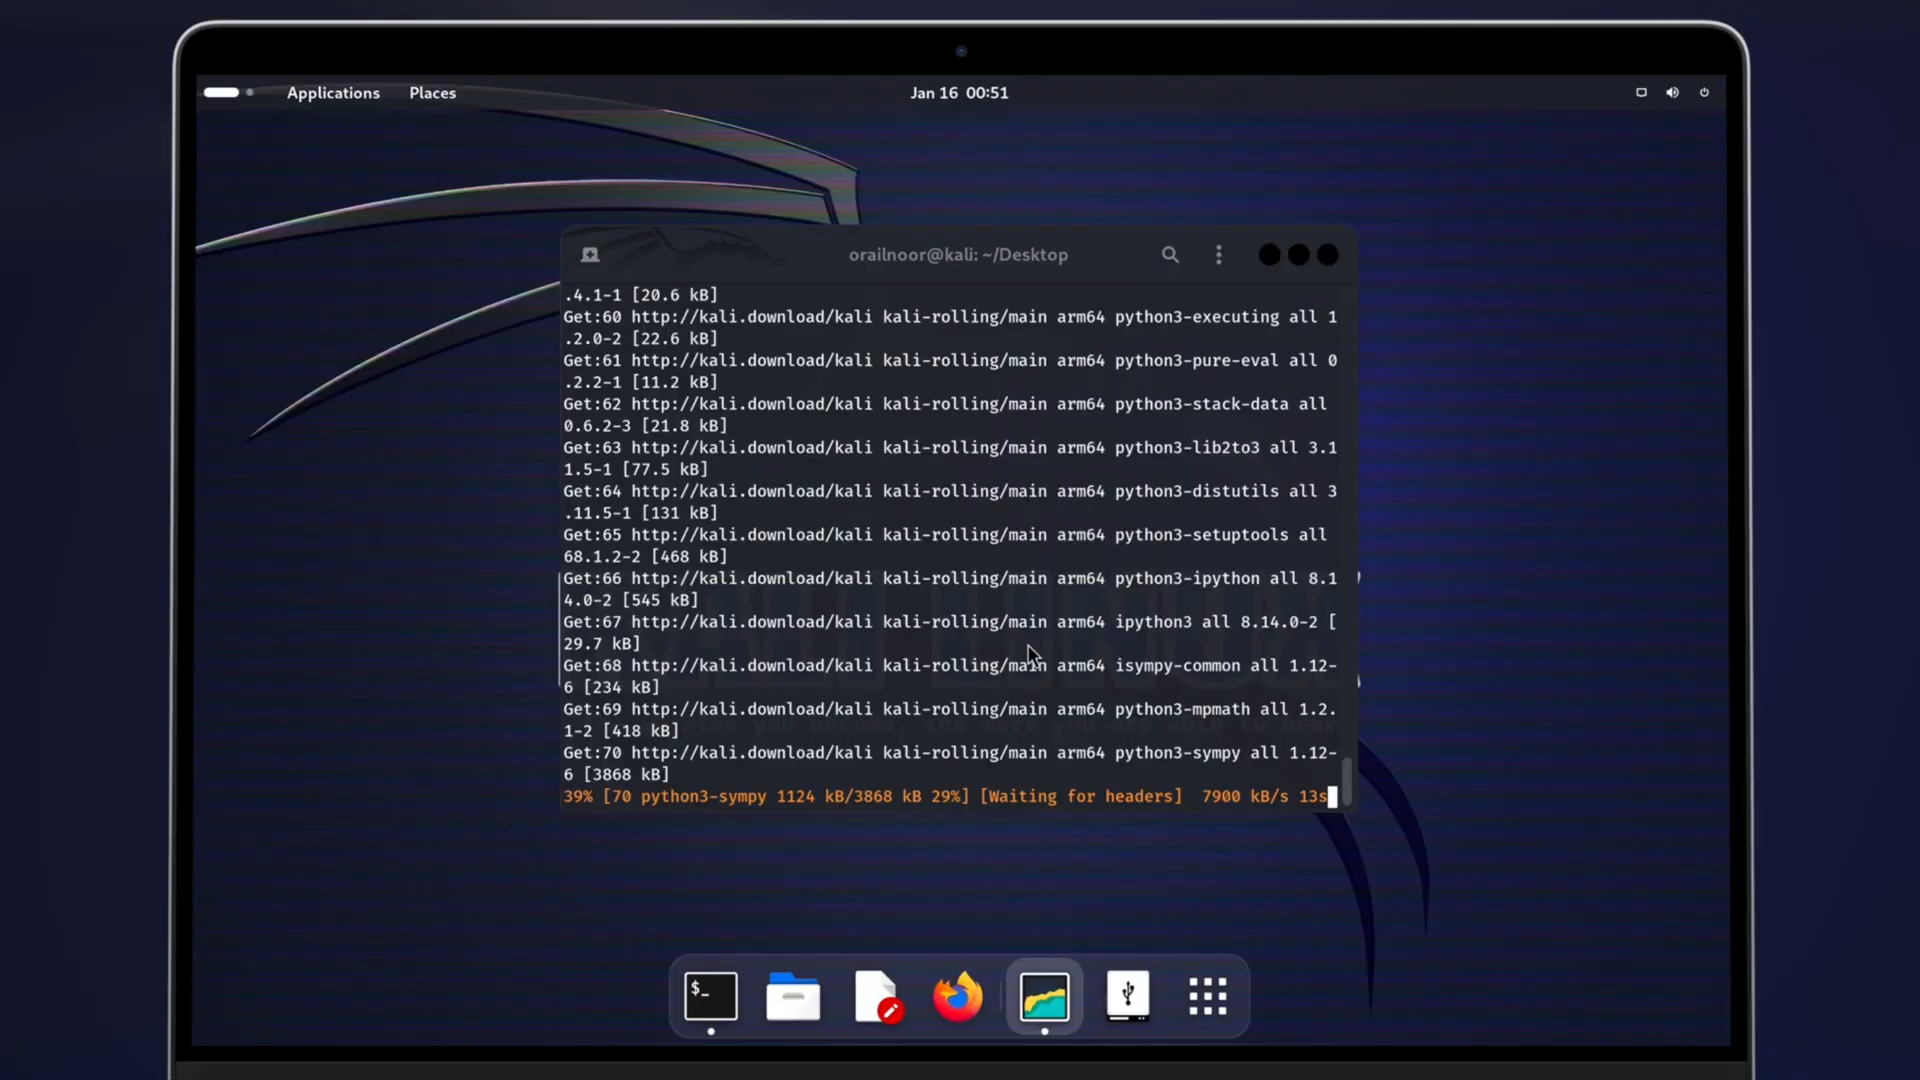 Applications Places Jan 16 00:51
orailnoor@kali: ~/Desktop
.4.1-1 [20.6 kB]
Get:60 http://kali.download/kali kali-rolling/main arm64 python3-executing all 1
.2.0-2 [22.6 kB]
Get:61 http://kali.download/kali kali-rolling/main arm64 python3-pure-eval all 0
.2.2-1 [11.2 kB]
Get:62 http://kali.download/kali kali-rolling/main arm64 python3-stack-data all
0.6.2-3 [21.8 kB]
Get:63 http://kali.download/kali kali-rolling/main arm64 python3-lib2to3 all 3.1
1.5-1 [77.5 kB]
Get:64 http://kali.download/kali kali-rolling/main arm64 python3-distutils all 3
.11.5-1 [131 kB]
Get:65 http://kali.download/kali kali-rolling/main arm64 python3-setuptools all
68.1.2-2 [468 kB]
Get:66 http://kali.download/kali kali-rolling/main arm64 python3-ipython all 8.1
4.0-2 [545 kB]
Get:67 http://kali.download/kali kali-rolling/main arm64 ipython3 all 8.14.0-2 [
29.7 kB]
Get:68 http://kali.download/kali kali-rolling/main arm64 isympy-common all 1.12-
6 [234 kB]
Get:69 http://kali.download/kali kali-rolling/main arm64 python3-mpmath all 1.2.
1-2 [418 kB]
Get:70 http://kali.download/kali kali-rolling/main arm64 python3-sympy all 1.12-
6 [3868 kB]
39% [70 python3-sympy 1124 kB/3868 kB 29%] [Waiting for headers] 7900 kB/s 13s
$_